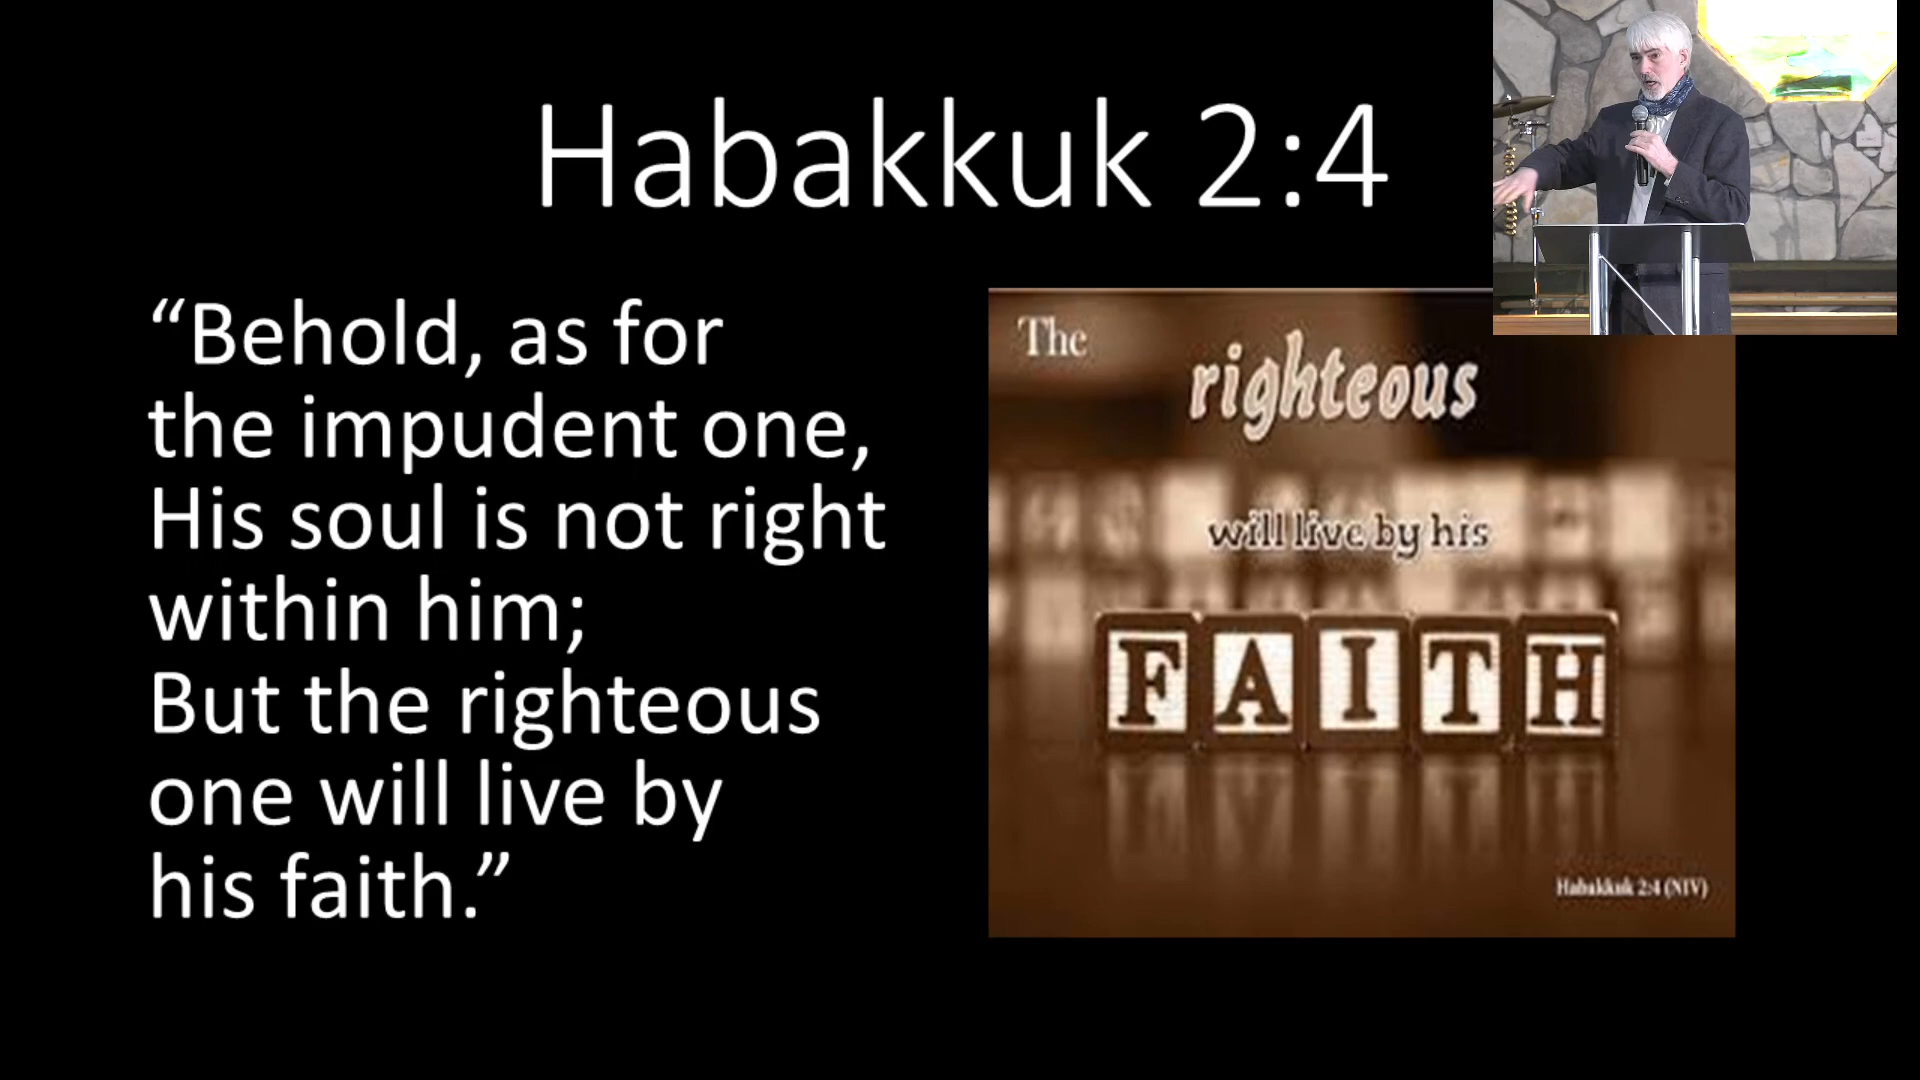 Habakkuk 2:4
“Behold, as for
the impudent one,
His soul is not right
within him;
But the righteous
one will live by
his faith.”
The
righteous
will live by his
FAITH
Habakkuk 2:4 (NIV)